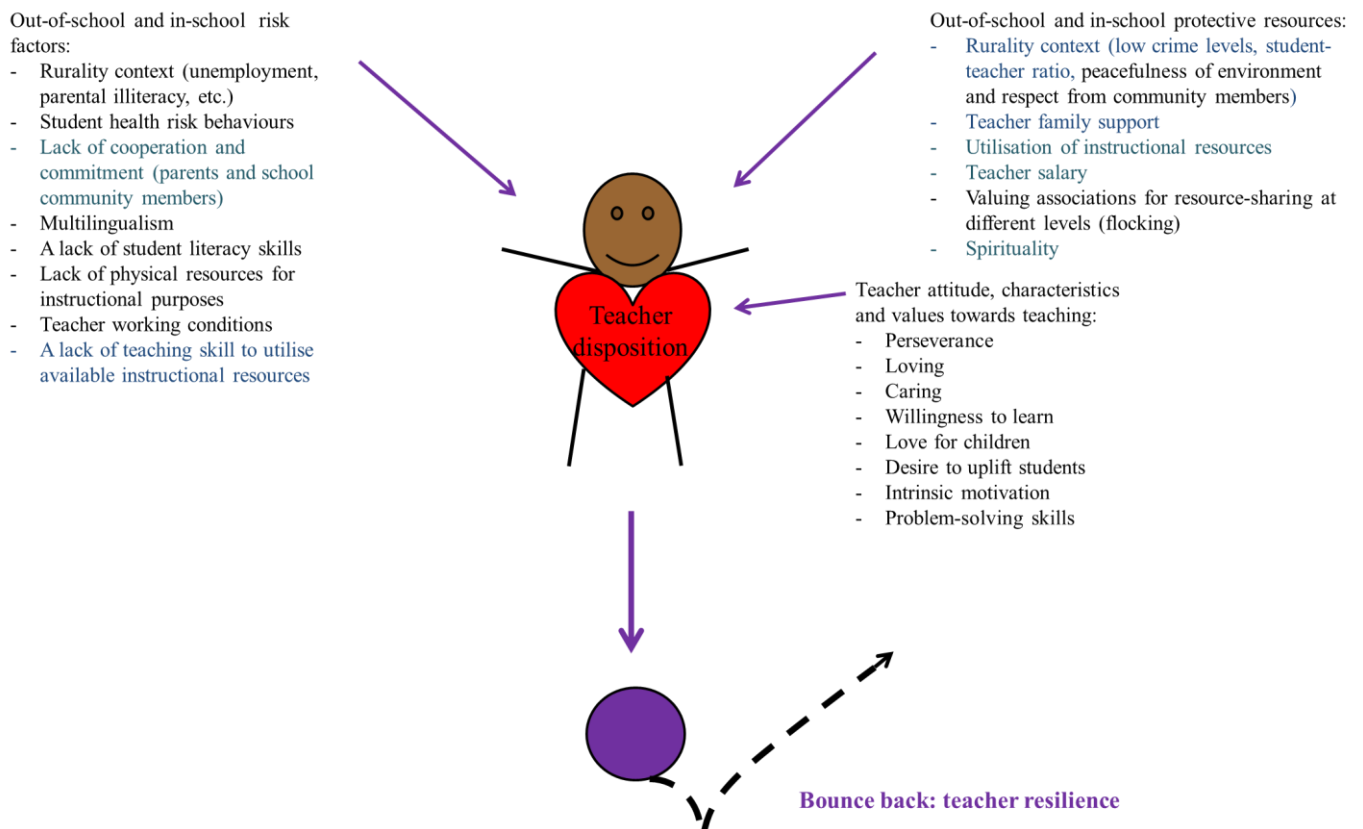 Out-of-school and in-school risk
factors:
- Rurality context (unemployment,
parental illiteracy, etc.)
- Student health risk behaviours
- Lack of cooperation and
commitment (parents and school
community members)
- Multilingualism
- A lack of student literacy skills
- Lack of physical resources for
instructional purposes
- Teacher working conditions
- A lack of teaching skill to utilise
available instructional resources
Out-of-school and in-school protective resources:
- Rurality context (low crime levels, student-
teacher ratio, peacefulness of environment
and respect from community members)
- Teacher family support
- Utilisation of instructional resources
- Teacher salary
- Valuing associations for resource-sharing at
different levels (flocking)
- Spirituality
Teacher
disposition
Teacher attitude, characteristics
and values towards teaching:
- Perseverance
- Loving
- Caring
- Willingness to learn
- Love for children
- Desire to uplift students
- Intrinsic motivation
- Problem-solving skills
Bounce back: teacher resilience